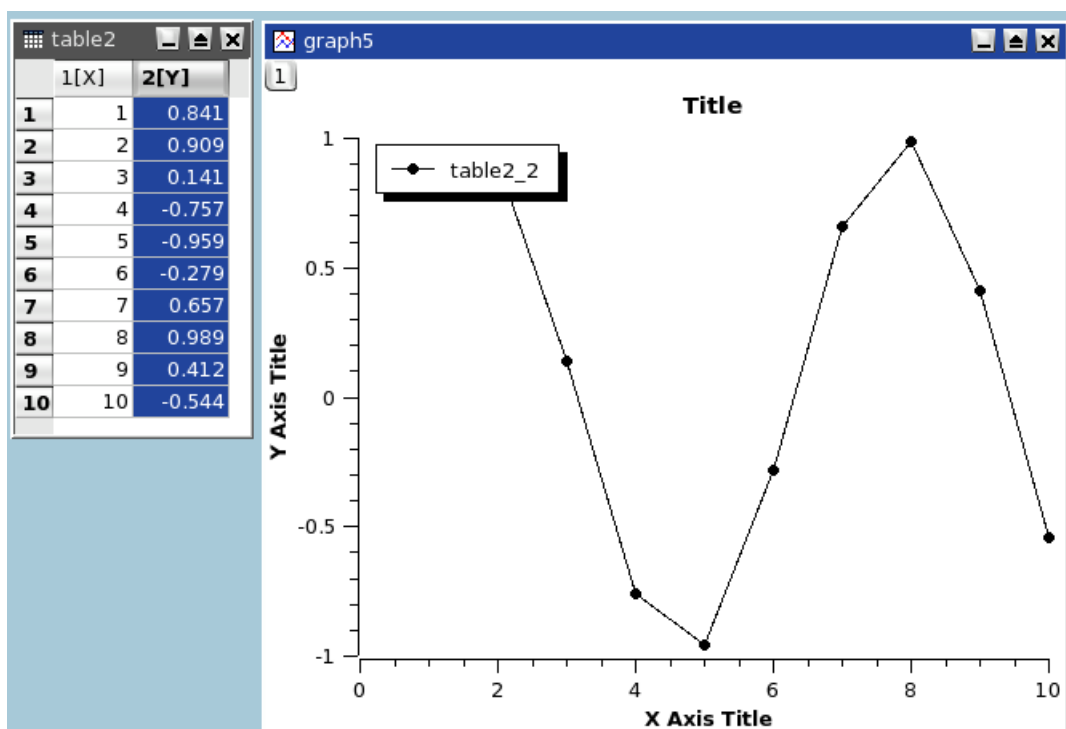 table2
1[X] 2[Y]
1 1 0.841
2 2 0.909
3 3 0.141
4 4 -0.757
5 5 -0.959
6 6 -0.279
7 7 0.657
8 8 0.989
9 9 0.412
10 10 -0.544
graph5
1
Title
table2_2
1
0.5
0
-0.5
-1
Y Axis Title
0 2 4 6 8 10
X Axis Title